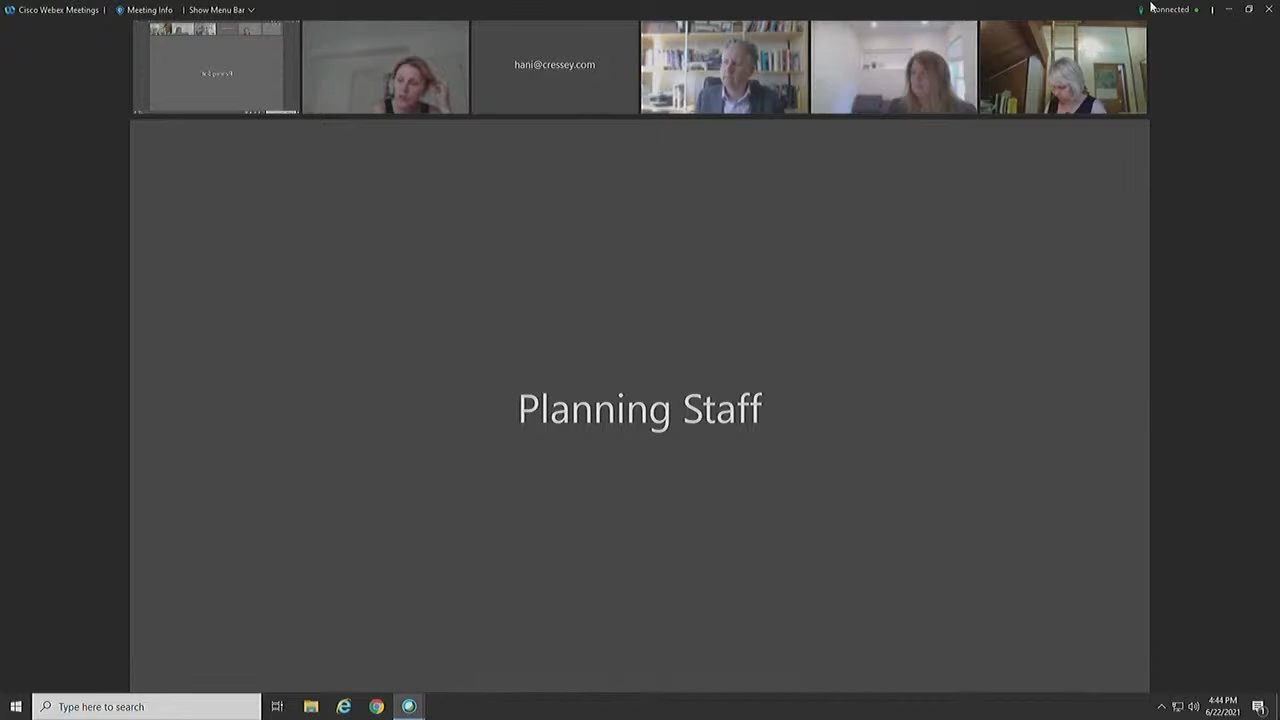 Cisco Webex Meetings
Meeting Info
Show Menu Bar
Connected
hani@cressey.com
Planning Staff
Type here to search
4:44 PM
6/22/2021